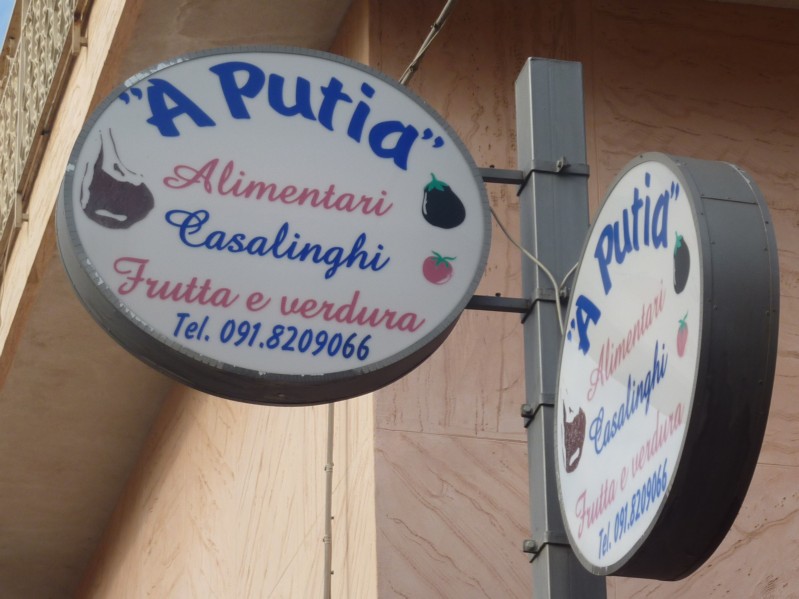 "A Putia"
Alimentari
Casalinghi
Frutta e verdura
Tel. 091.8209066
"A Putia"
Alimentari
Casalinghi
Frutta e verdura
Tel. 091.8209066